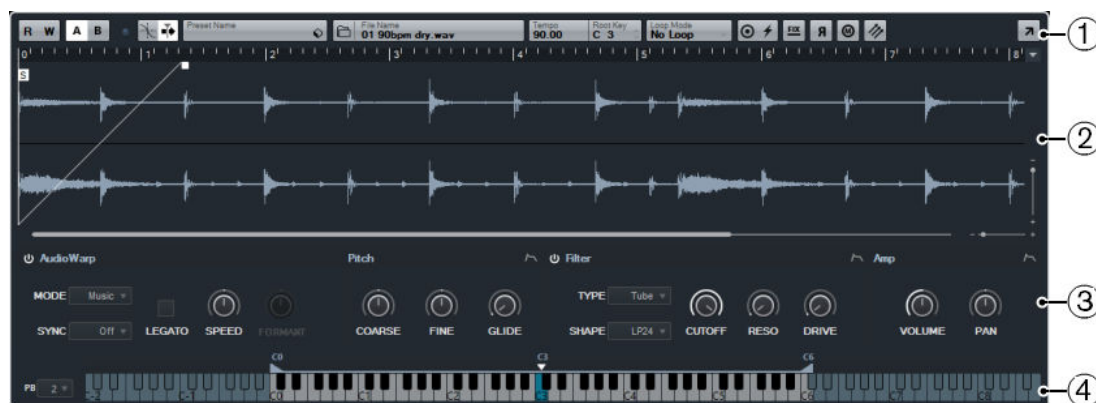 R W A B Preset Name File Name Tempo Root Key Loop Mode
01 90bpm dry.wav 90.00 C 3 No Loop FIX R M 1
0 1 2 3 4 5 6 7 8
S
2
AudioWarp Pitch Filter Amp
MODE Music TYPE Tube
3
SYNC Off LEGATO SPEED FORMANT COARSE FINE GLIDE SHAPE LP24 CUTOFF RESO DRIVE VOLUME PAN
C0 C3 C6
PB 2 C-2 C-1 C0 C1 C2 C3 C4 C5 C6 C7 C8 4